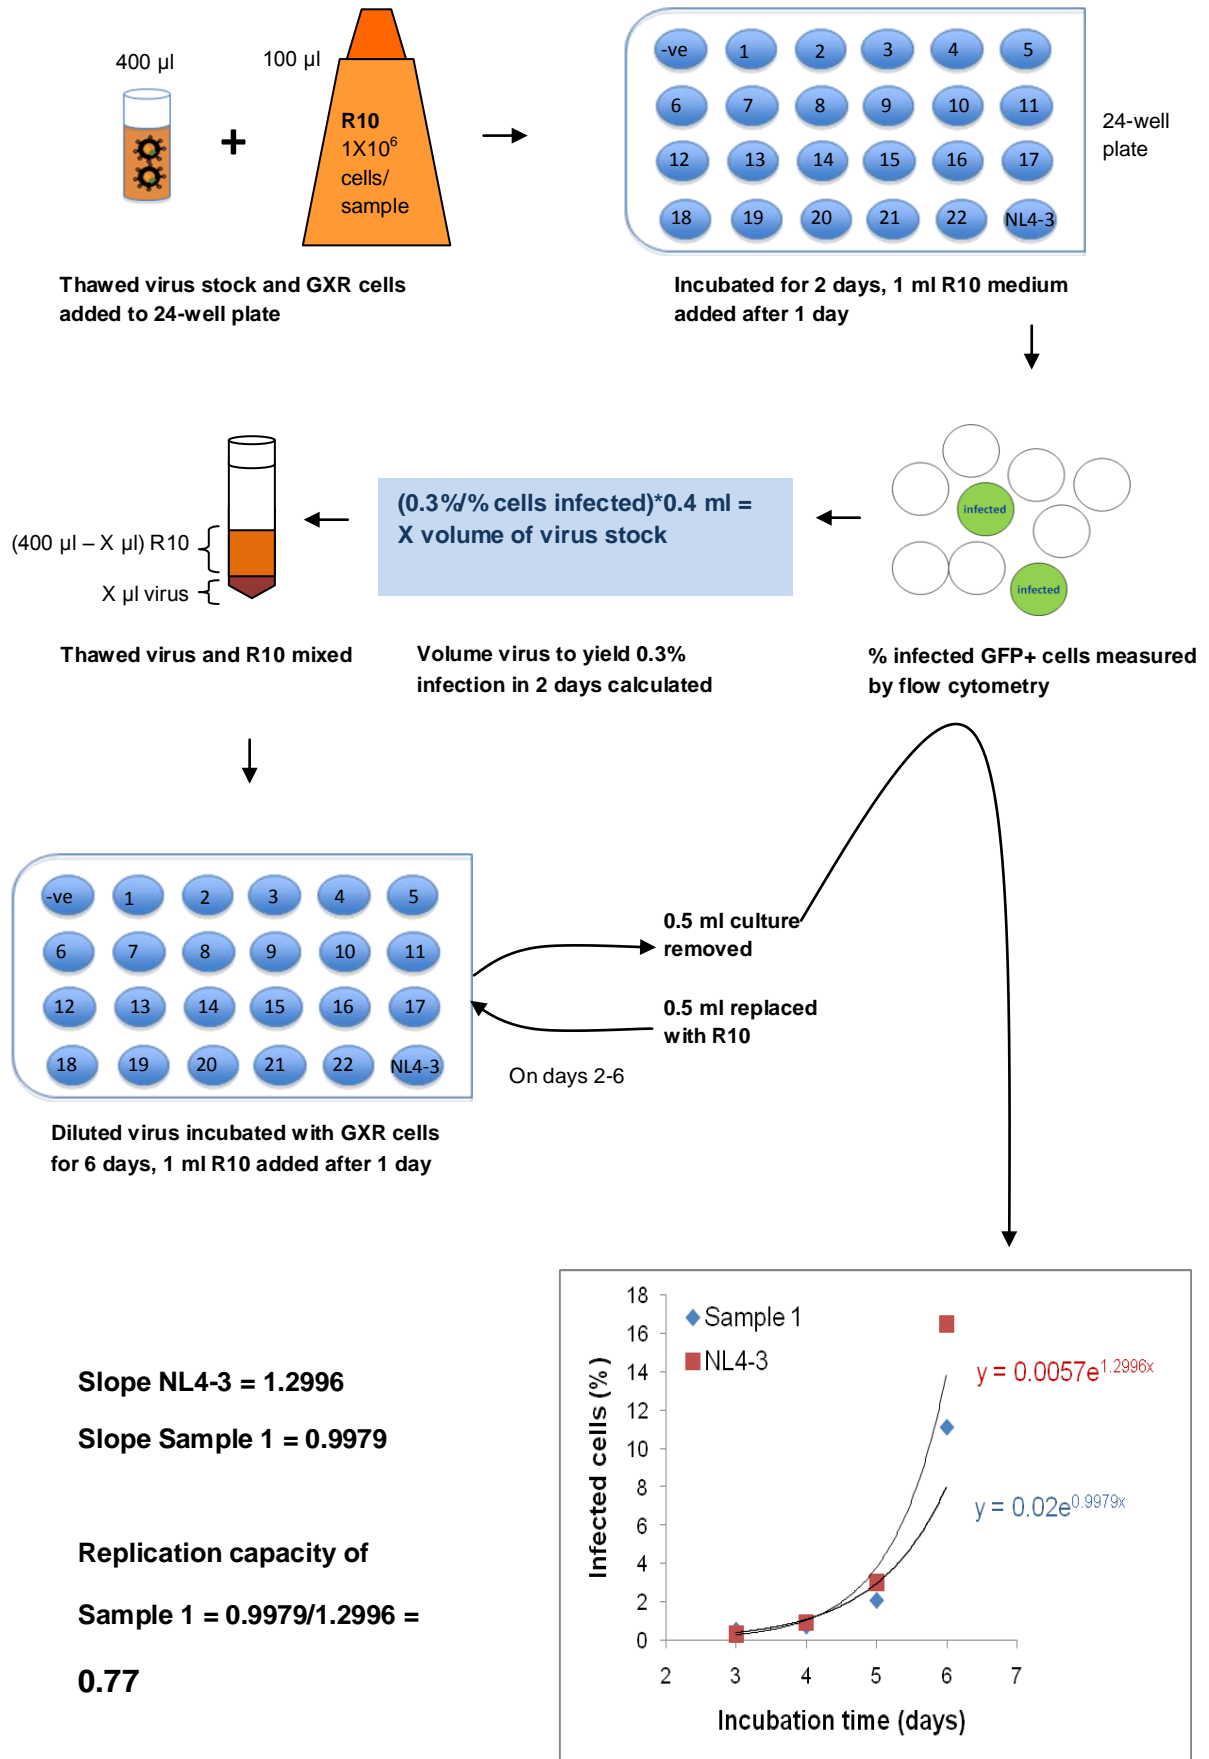 400 µl
100 µl
R10
1X10⁶
cells/
sample
-ve 1 2 3 4 5
6 7 8 9 10 11
12 13 14 15 16 17
18 19 20 21 22 NL4-3
24-well
plate
Thawed virus stock and GXR cells
added to 24-well plate
Incubated for 2 days, 1 ml R10 medium
added after 1 day
(400 µl – X µl) R10
X µl virus
(0.3%/% cells infected)*0.4 ml =
X volume of virus stock
infected
infected
Thawed virus and R10 mixed
Volume virus to yield 0.3%
infection in 2 days calculated
% infected GFP+ cells measured
by flow cytometry
-ve 1 2 3 4 5
6 7 8 9 10 11
12 13 14 15 16 17
18 19 20 21 22 NL4-3
0.5 ml culture
removed
0.5 ml replaced
with R10
On days 2-6
Diluted virus incubated with GXR cells
for 6 days, 1 ml R10 added after 1 day
Slope NL4-3 = 1.2996
Slope Sample 1 = 0.9979
Replication capacity of
Sample 1 = 0.9979/1.2996 =
0.77
Infected cells (%)
18
16
14
12
10
8
6
4
2
0
Sample 1
NL4-3
y = 0.0057e^1.2996x
y = 0.02e^0.9979x
2 3 4 5 6 7
Incubation time (days)